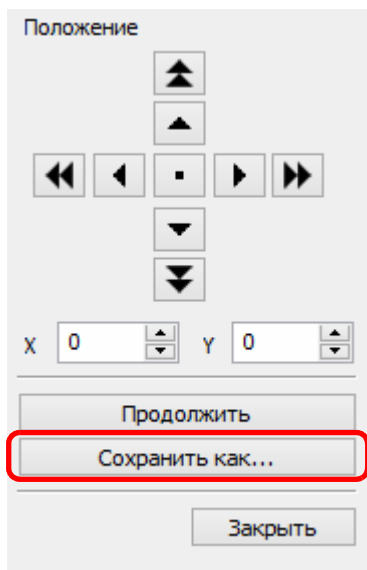 Положение
X 0 Y 0
Продолжить
Сохранить как...
Закрыть